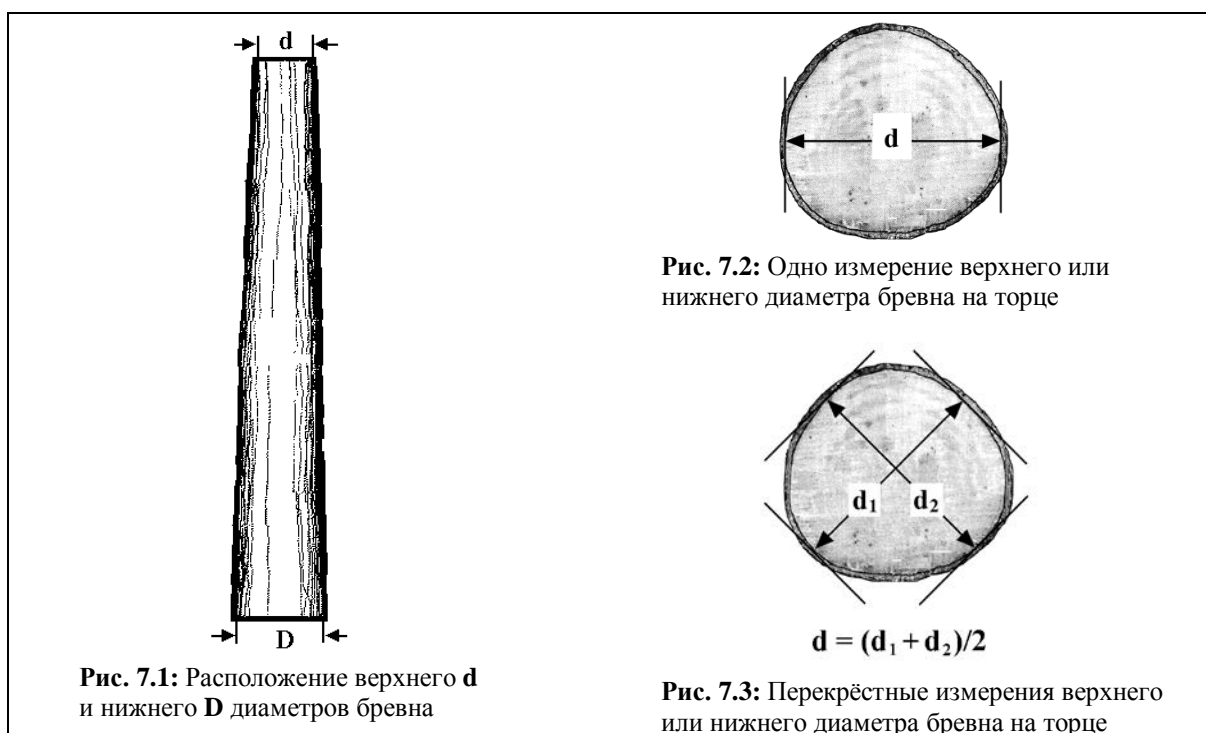 d
D
Рис. 7.1: Расположение верхнего d
и нижнего D диаметров бревна
d
Рис. 7.2: Одно измерение верхнего или
нижнего диаметра бревна на торце
d₁ d₂
d = (d₁ + d₂)/2
Рис. 7.3: Перекрёстные измерения верхнего
или нижнего диаметра бревна на торце